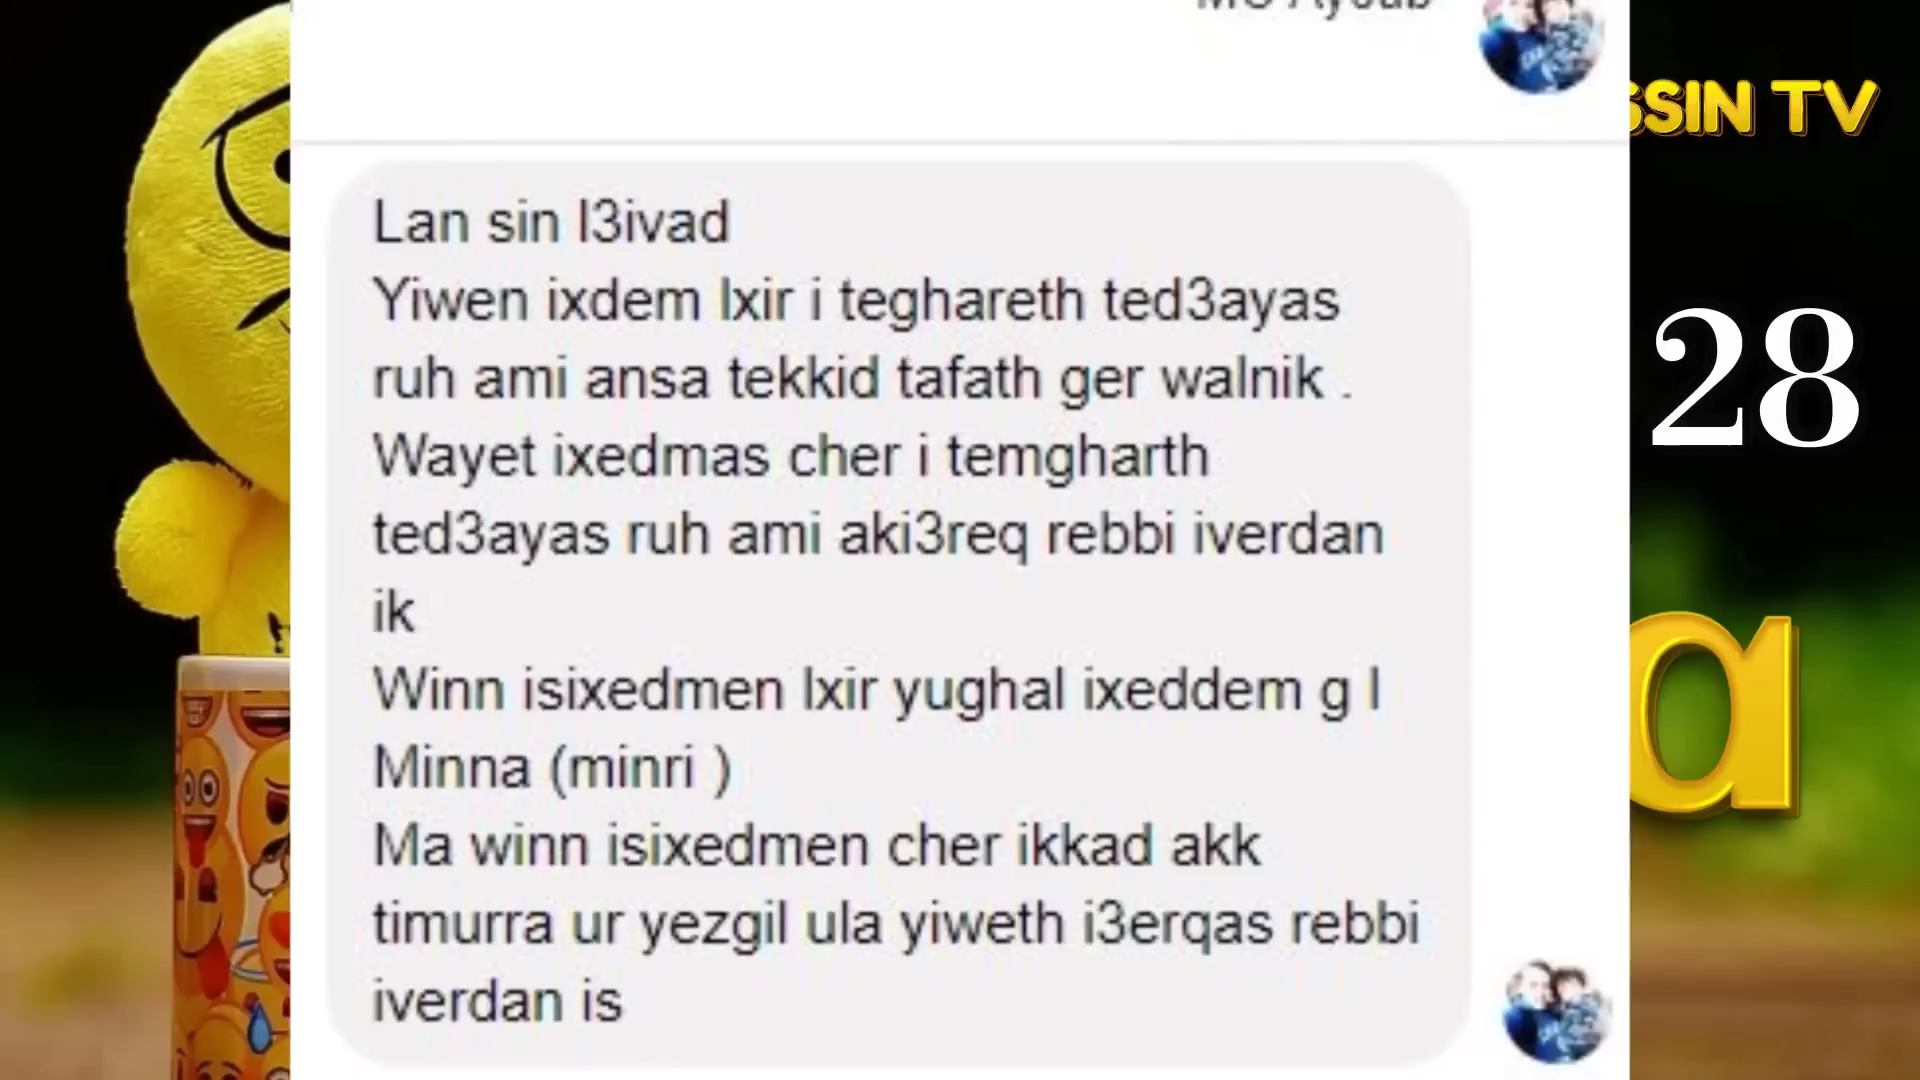 Lan sin l3ivad
Yiwen ixdem lxir i teghareth ted3ayas
ruh ami ansa tekkid tafath ger walnik .
Wayet ixedmas cher i temgharth
ted3ayas ruh ami aki3req rebbi iverdan
ik
Winn isixedmen lxir yughal ixeddem g l
Minna (minri )
Ma winn isixedmen cher ikkad akk
timurra ur yezgil ula yiweth i3erqas rebbi
iverdan is
SSIN TV
28
a